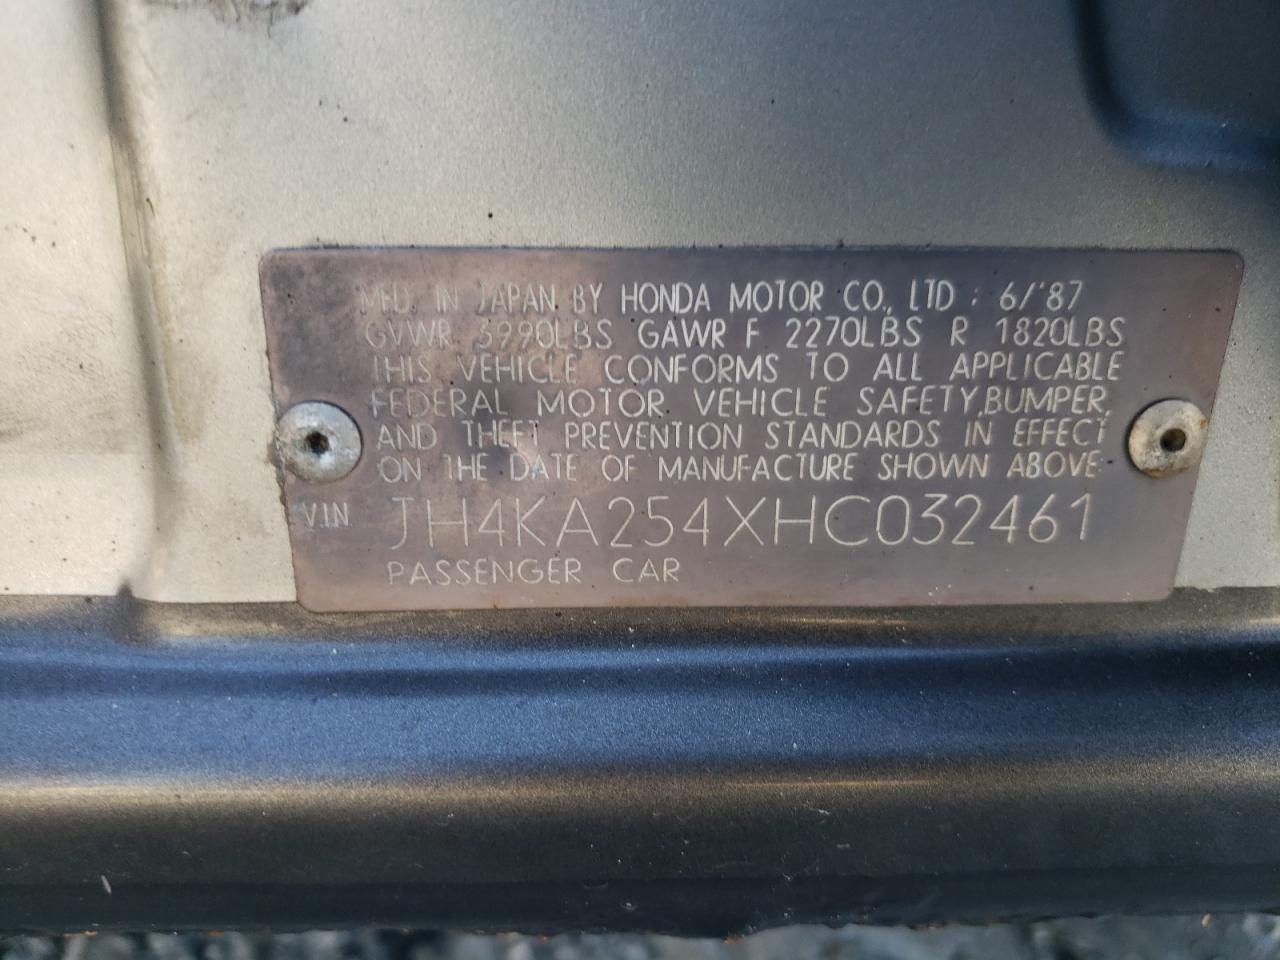 MFD. IN JAPAN BY HONDA MOTOR CO., LTD : 6/'87
GVWR 3990LBS GAWR F 2270LBS R 1820LBS
THIS VEHICLE CONFORMS TO ALL APPLICABLE
FEDERAL MOTOR VEHICLE SAFETY,BUMPER,
AND THEFT PREVENTION STANDARDS IN EFFECT
ON THE DATE OF MANUFACTURE SHOWN ABOVE
V.I.N. JH4KA254XHC032461
PASSENGER CAR